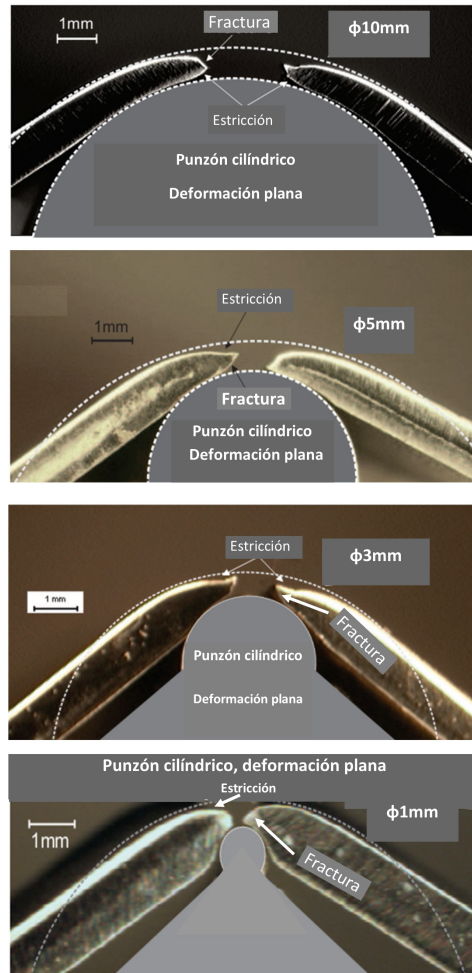 1mm
Fractura
ϕ10mm
Estricción
Punzón cilíndrico
Deformación plana
Estricción
1mm
ϕ5mm
Fractura
Punzón cilíndrico
Deformación plana
Estricción
ϕ3mm
1 mm
Fractura
Punzón cilíndrico
Deformación plana
Punzón cilíndrico, deformación plana
Estricción
ϕ1mm
1mm
Fractura